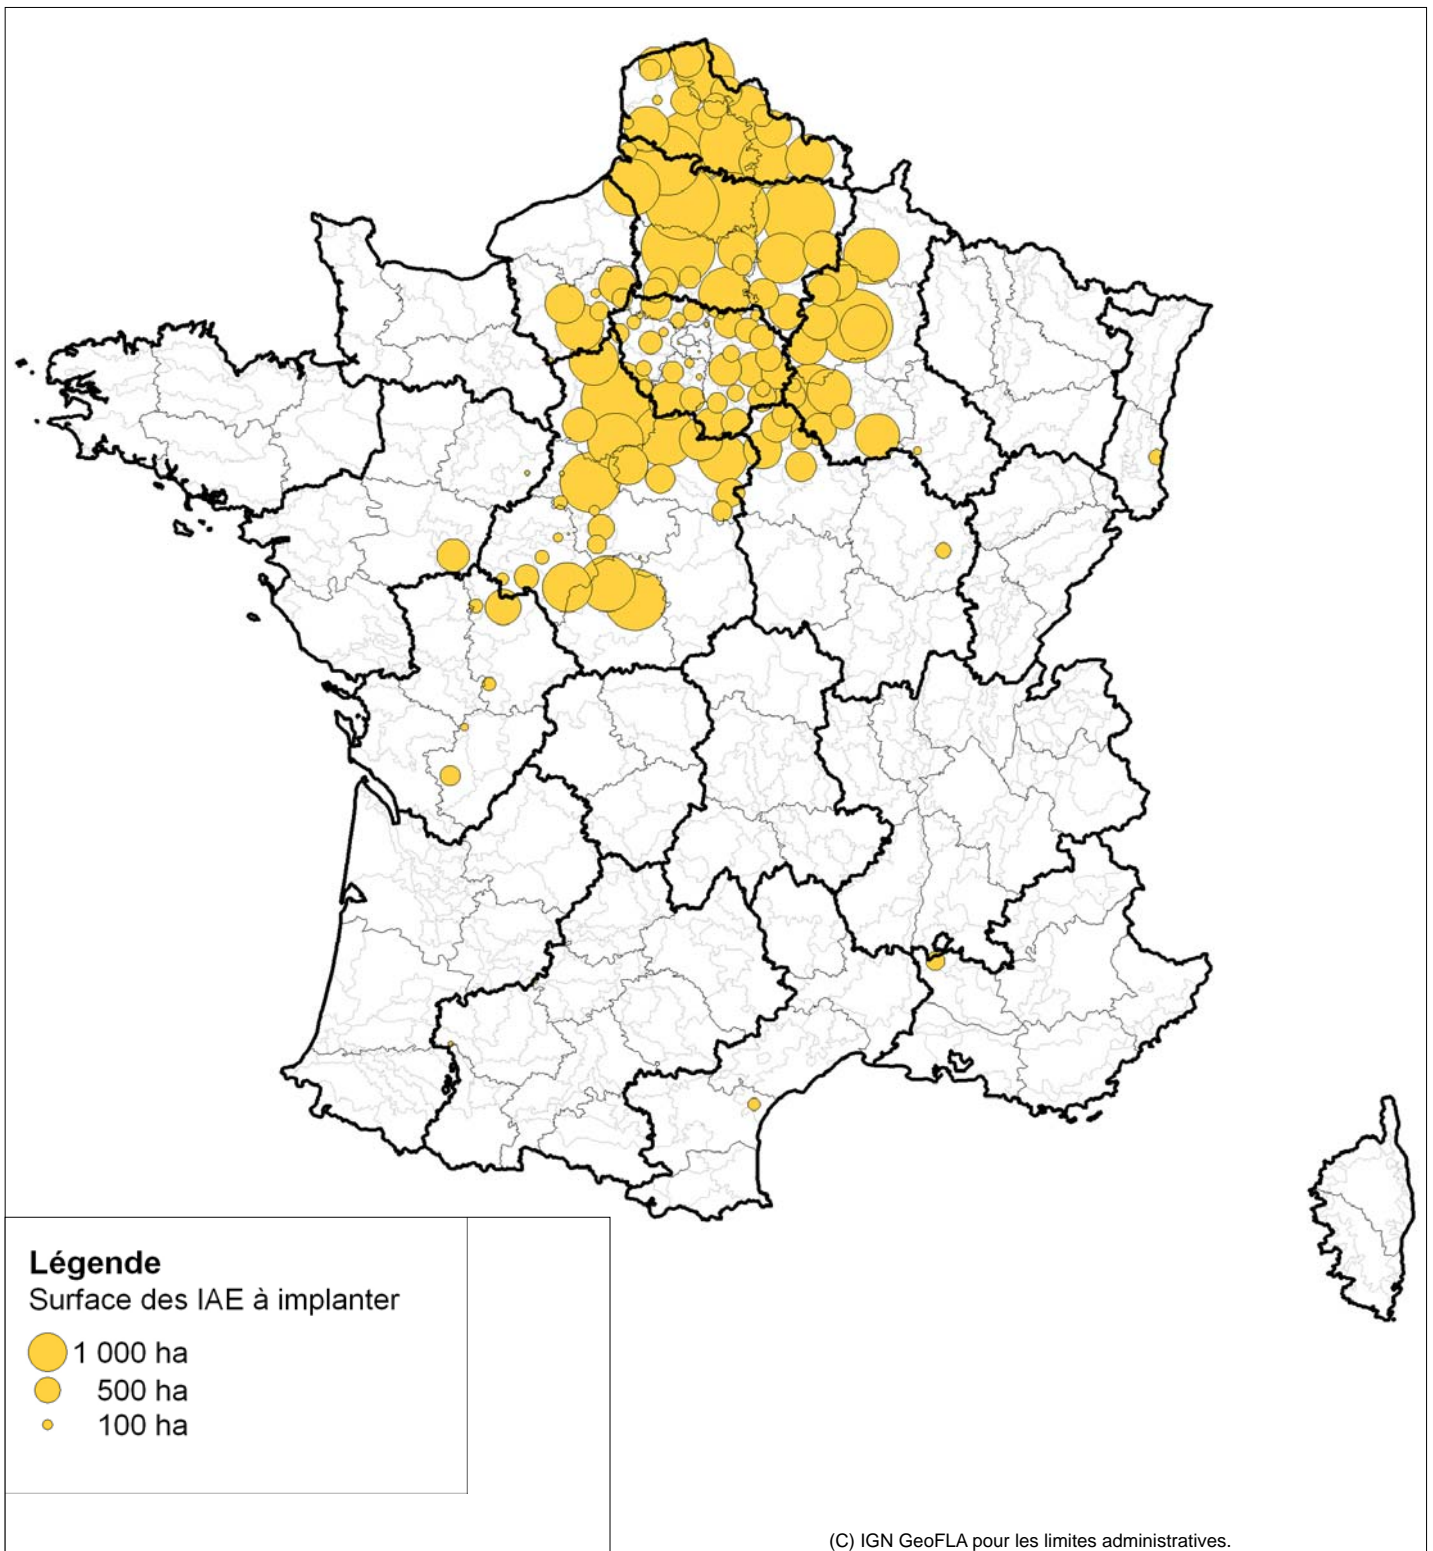 Légende
Surface des IAE à implanter
1 000 ha
500 ha
100 ha
(C) IGN GeoFLA pour les limites administratives.